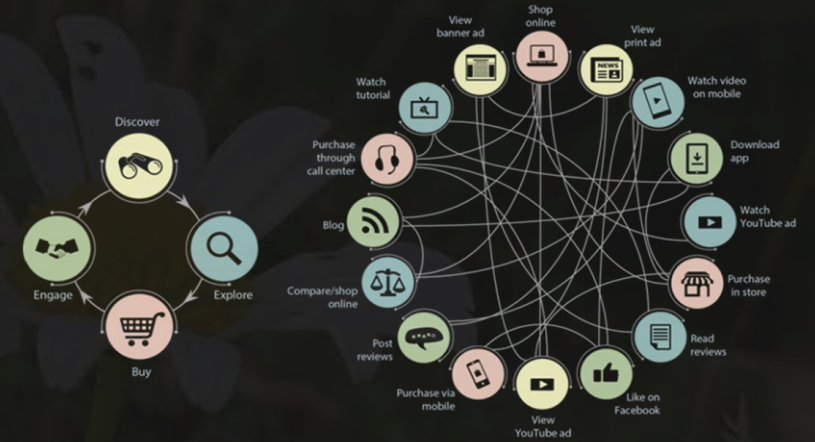 Discover
Engage
Explore
Buy
Shop
online
View
banner ad
View
print ad
NEWS
Watch
tutorial
Watch video
on mobile
Purchase
through
call center
Download
app
Blog
Watch
YouTube ad
Compare/shop
online
Purchase
in store
Post
reviews
Read
reviews
Purchase via
mobile
Like on
Facebook
View
YouTube ad